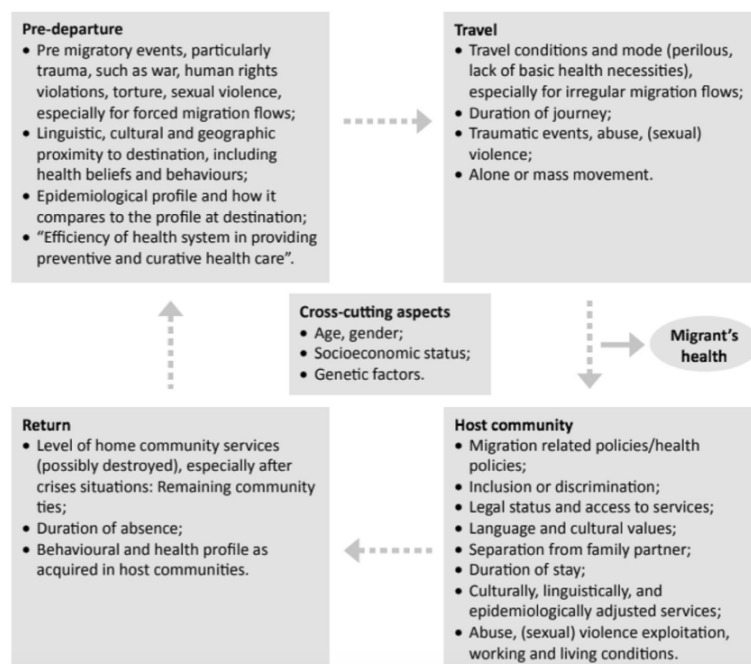 Pre-departure
• Pre migratory events, particularly
trauma, such as war, human rights
violations, torture, sexual violence,
especially for forced migration flows;
• Linguistic, cultural and geographic
proximity to destination, including
health beliefs and behaviours;
• Epidemiological profile and how it
compares to the profile at destination;
• “Efficiency of health system in providing
preventive and curative health care”.
Travel
• Travel conditions and mode (perilous,
lack of basic health necessities),
especially for irregular migration flows;
• Duration of journey;
• Traumatic events, abuse, (sexual)
violence;
• Alone or mass movement.
Cross-cutting aspects
• Age, gender;
• Socioeconomic status;
• Genetic factors.
Migrant's
health
Return
• Level of home community services
(possibly destroyed), especially after
crises situations: Remaining community
ties;
• Duration of absence;
• Behavioural and health profile as
acquired in host communities.
Host community
• Migration related policies/health
policies;
• Inclusion or discrimination;
• Legal status and access to services;
• Language and cultural values;
• Separation from family partner;
• Duration of stay;
• Culturally, linguistically, and
epidemiologically adjusted services;
• Abuse, (sexual) violence exploitation,
working and living conditions.